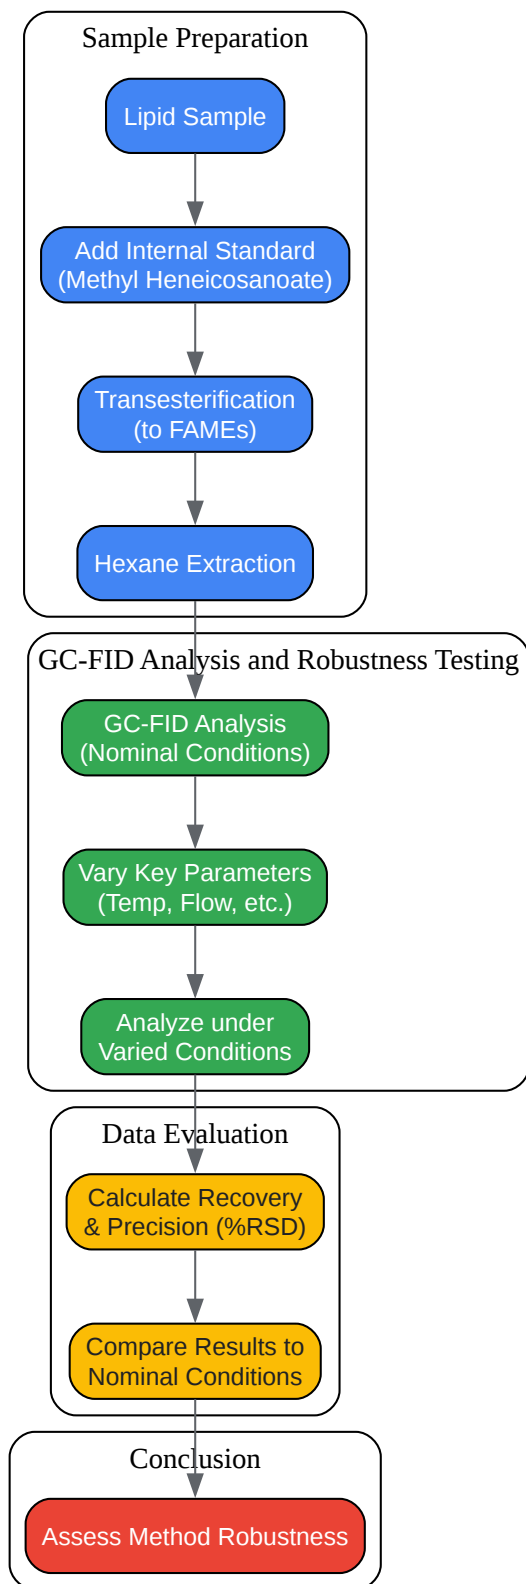 Sample Preparation
Lipid Sample
Add Internal Standard
(Methyl Heneicosanoate)
Transesterification
(to FAMEs)
Hexane Extraction
GC-FID Analysis and Robustness Testing
GC-FID Analysis
(Nominal Conditions)
Vary Key Parameters
(Temp, Flow, etc.)
Analyze under
Varied Conditions
Data Evaluation
Calculate Recovery
& Precision (%RSD)
Compare Results to
Nominal Conditions
Conclusion
Assess Method Robustness